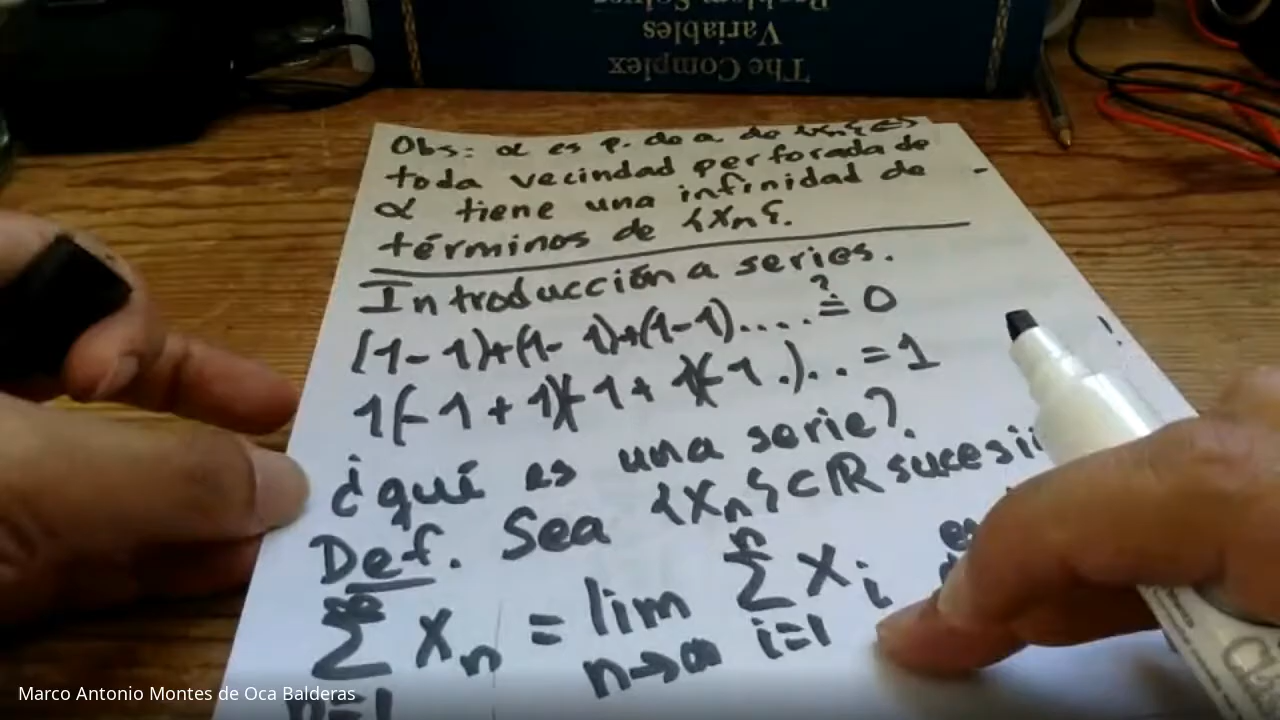 The Complex
Variables
Problem Solver
Obs: α es p. de a de {xn} <=>
toda vecindad perforada de
α tiene una infinidad de
términos de {xn}.
Introducción a series.
(1-1)+(1-1)+(1-1).... ?= 0
1(-1+1)(-1+1)(-1.)... = 1
¿qué es una serie?
Def. Sea {xn}⊂ℝ
∞ n
∑ xn = lim ∑ xi
n=1 n→∞ i=1
Marco Antonio Montes de Oca Balderas